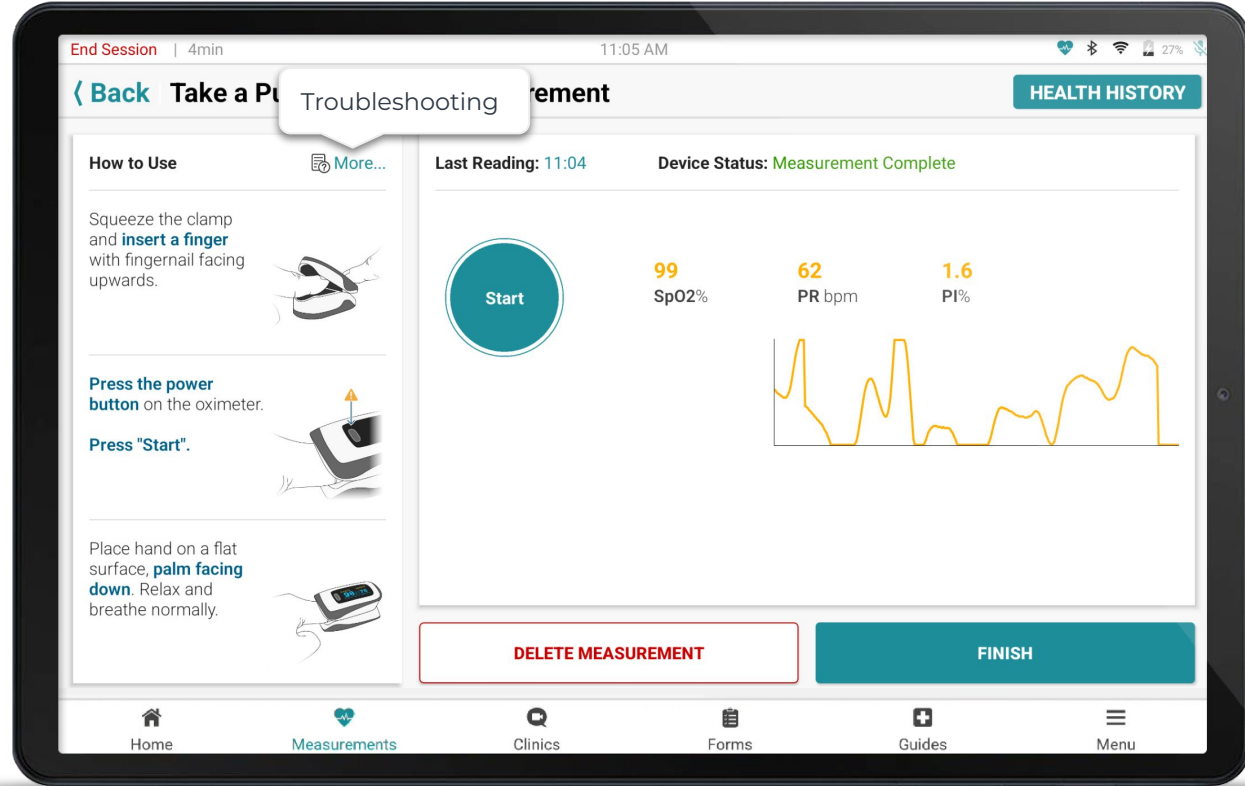 End Session | 4min
11:05 AM
27%
Back
Take a Pu
rement
Troubleshooting
HEALTH HISTORY
How to Use
More...
Squeeze the clamp
and insert a finger
with fingernail facing
upwards.
Press the power
button on the oximeter.
Press "Start".
Place hand on a flat
surface, palm facing
down. Relax and
breathe normally.
Last Reading: 11:04
Device Status: Measurement Complete
Start
99
SpO2%
62
PR bpm
1.6
PI%
DELETE MEASUREMENT
FINISH
Home
Measurements
Clinics
Forms
Guides
Menu